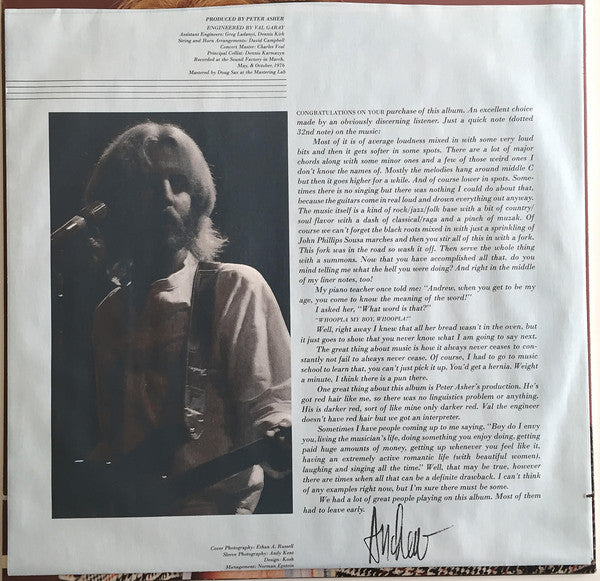 PRODUCED BY PETER ASHER
ENGINEERED BY VAL GARAY
Assistant Engineers: Greg Ladanyi, Dennis Kirk
String and Horn Arrangements: David Campbell
Concert Master: Charles Veal
Principal Cellist: Dennis Karmazyn
Recorded at the Sound Factory in March,
May, & October, 1976
Mastered by Doug Sax at the Mastering Lab
CONGRATULATIONS ON YOUR purchase of this album. An excellent choice
made by an obviously discerning listener. Just a quick note (dotted
32nd note) on the music:
Most of it is of average loudness mixed in with some very loud
bits and then it gets softer in some spots. There are a lot of major
chords along with some minor ones and a few of those weird ones I
don't know the names of. Mostly the melodies hang around middle C
but then it goes higher for a while. And of course lower in spots. Some-
times there is no singing but there was nothing I could do about that,
because the guitars come in real loud and drown everything out anyway.
The music itself is a kind of rock/jazz/folk base with a bit of country/
soul flavor with a dash of classical/raga and a pinch of muzak. Of
course we can't forget the black roots mixed in with just a sprinkling of
John Phillips Sousa marches and then you stir all of this in with a fork.
This fork was in the road so wash it off. Then serve the whole thing
with a summons. Now that you have accomplished all that, do you
mind telling me what the hell you were doing? And right in the middle
of my liner notes, too!
My piano teacher once told me: "Andrew, when you get to be my
age, you come to know the meaning of the word!"
I asked her, "What word is that?"
"WHOOPLA MY BOY, WHOOPLA!"
Well, right away I knew that all her bread wasn't in the oven, but
it just goes to show that you never know what I am going to say next.
The great thing about music is how it always never ceases to con-
stantly not fail to always never cease. Of course, I had to go to music
school to learn that, you can't just pick it up. You'd get a hernia. Weight
a minute, I think there is a pun there.
One great thing about this album is Peter Asher's production. He's
got red hair like me, so there was no linguistics problem or anything.
His is darker red, sort of like mine only darker red. Val the engineer
doesn't have red hair but we got an interpreter.
Sometimes I have people coming up to me saying, "Boy do I envy
you, living the musician's life, doing something you enjoy doing, getting
paid huge amounts of money, getting up whenever you feel like it,
having an extremely active romantic life (with beautiful women),
laughing and singing all the time." Well, that may be true, however
there are times when all that can be a definite drawback. I can't think
of any examples right now, but I'm sure there must be some.
We had a lot of great people playing on this album. Most of them
had to leave early.
Andrew
Cover Photography: Ethan A. Russell
Sleeve Photography: Andy Kent
Design: Kosh
Management: Norman Epstein